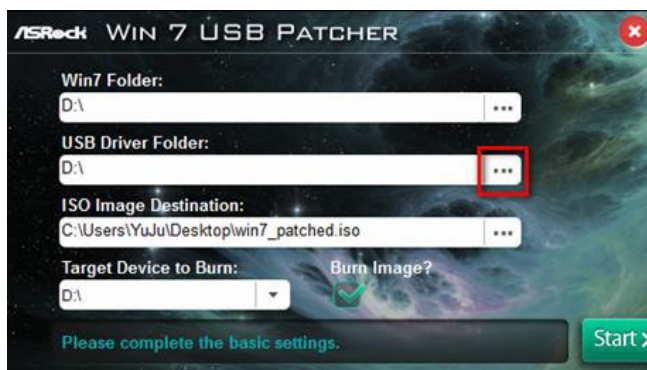 ASRock WIN 7 USB PATCHER
Win7 Folder:
D:\
USB Driver Folder:
D:\
ISO Image Destination:
C:\Users\YuJu\Desktop\win7_patched.iso
Target Device to Burn: Burn Image?
D:\
Please complete the basic settings.
Start